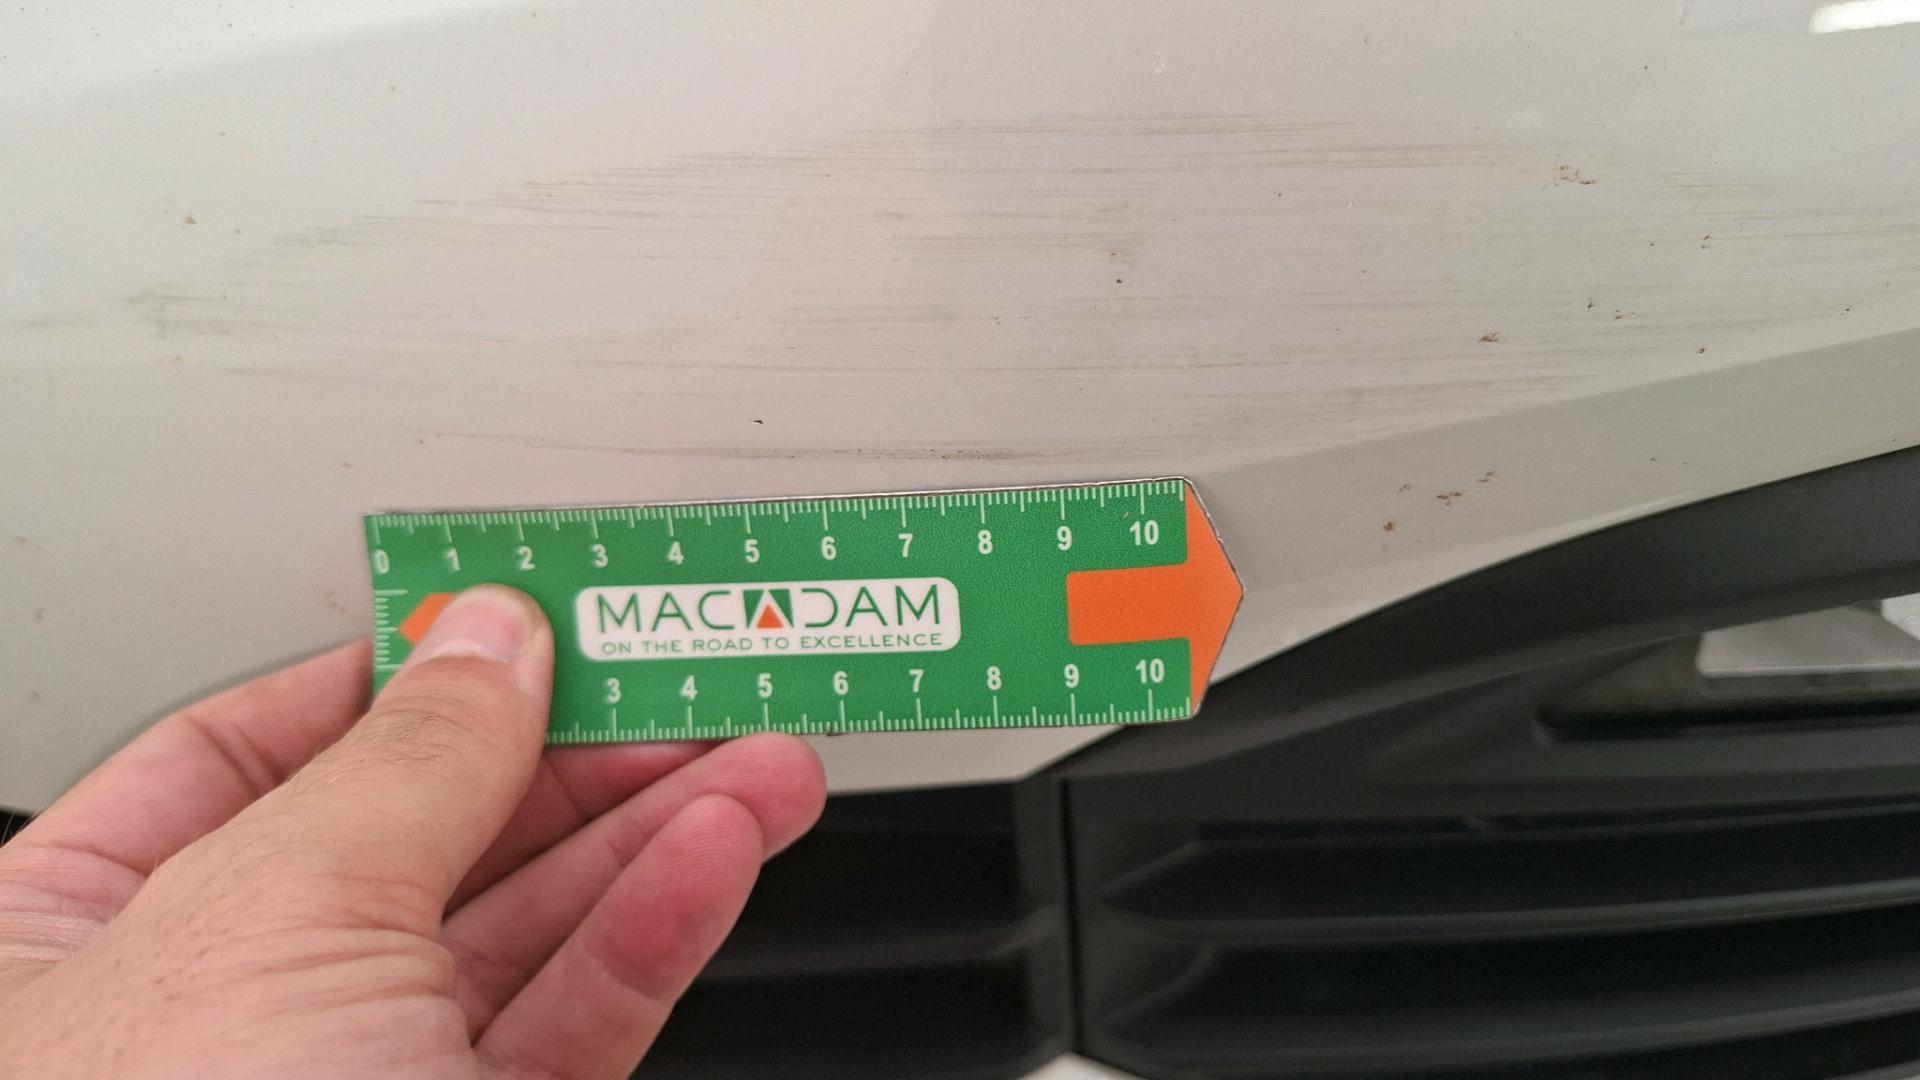 0 1 2 3 4 5 6 7 8 9 10
MACADAM
ON THE ROAD TO EXCELLENCE
3 4 5 6 7 8 9 10